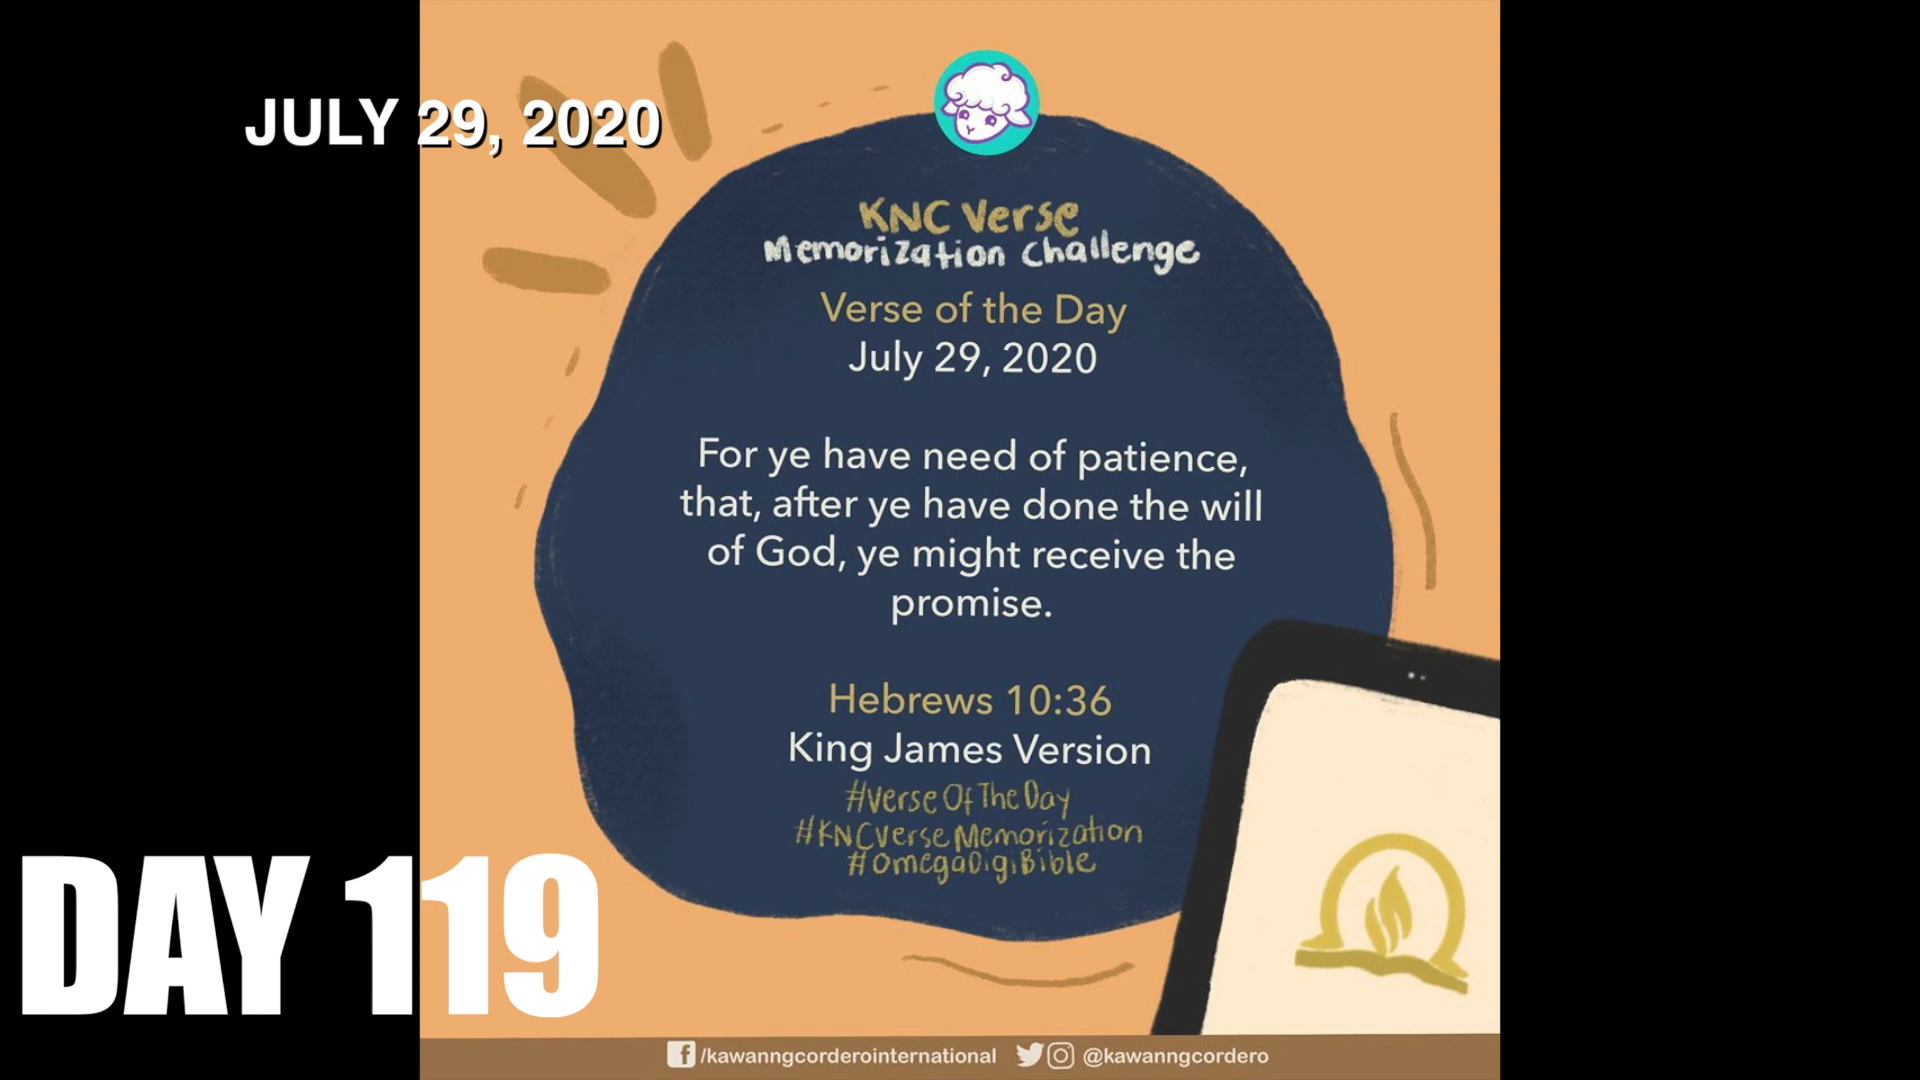 JULY 29, 2020
KNC Verse
Memorization Challenge
Verse of the Day
July 29, 2020
For ye have need of patience,
that, after ye have done the will
of God, ye might receive the
promise.
Hebrews 10:36
King James Version
#VerseOfTheDay
#KNCVerseMemorization
#OmegaDigiBible
DAY 119
/kawanngcorderointernational @kawanngcordero